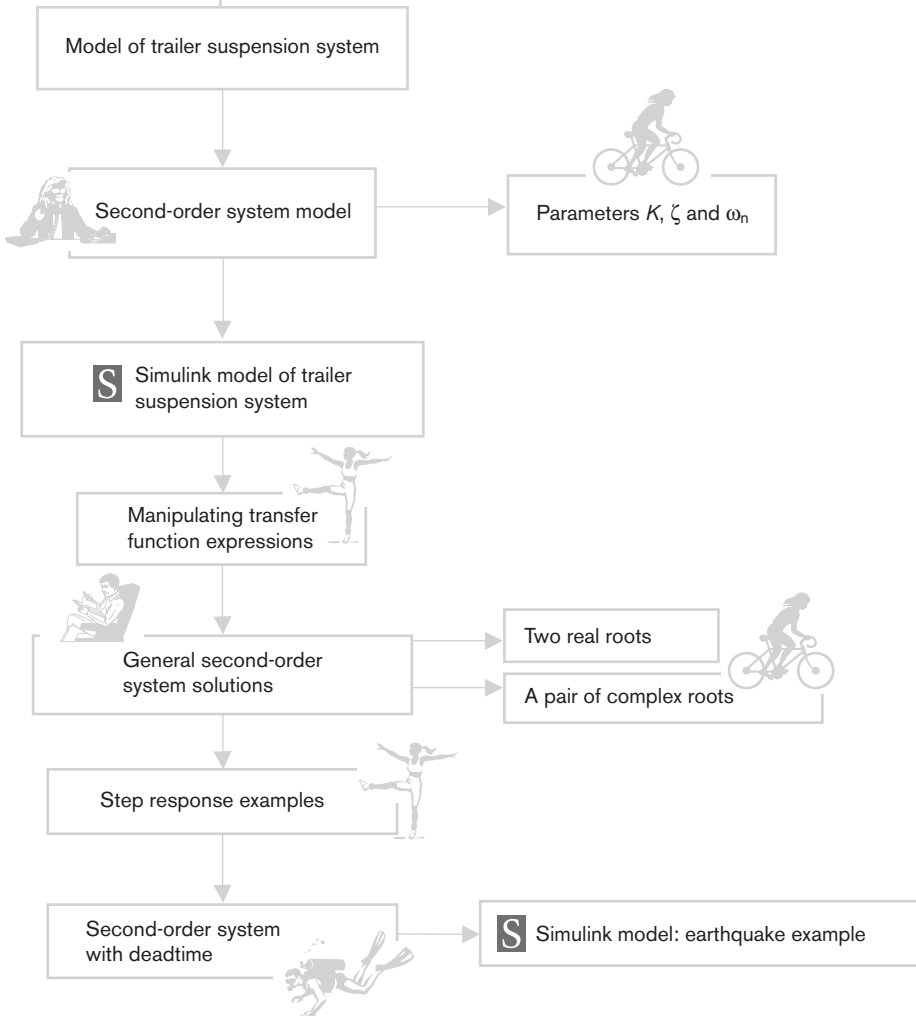 Model of trailer suspension system
Second-order system model
Parameters K, ζ and ωn
S Simulink model of trailer
suspension system
Manipulating transfer
function expressions
General second-order
system solutions
Two real roots
A pair of complex roots
Step response examples
Second-order system
with deadtime
S Simulink model: earthquake example